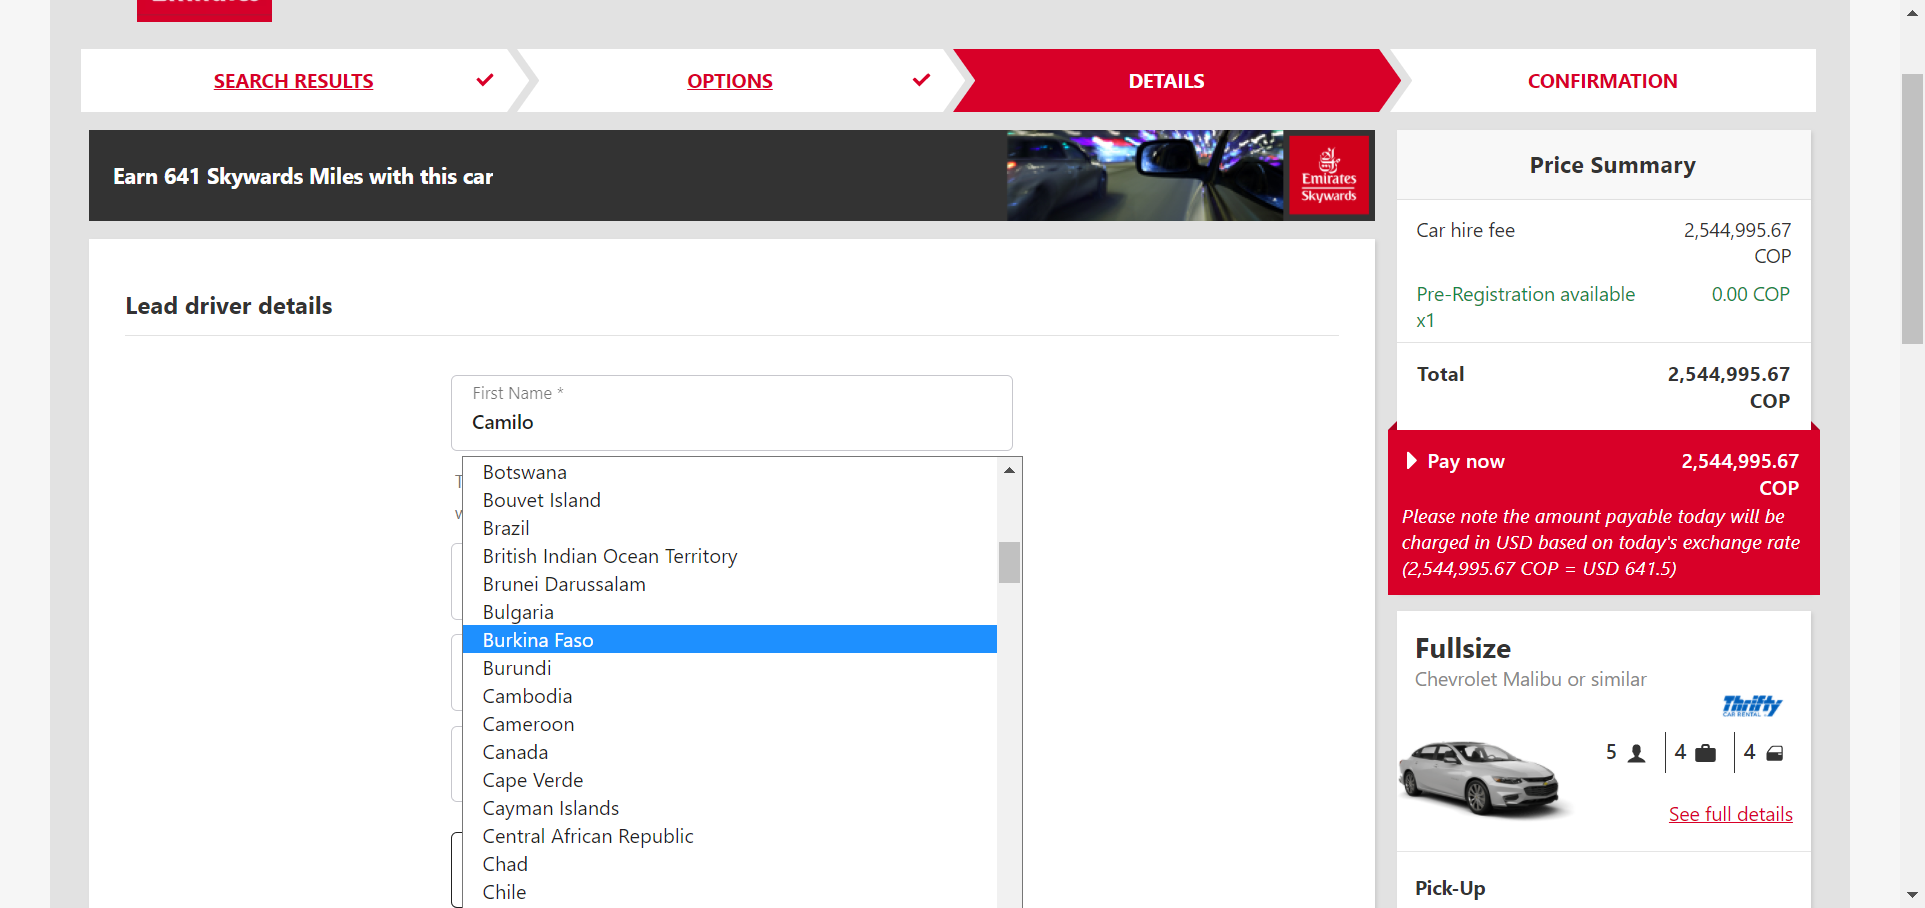 SEARCH RESULTS
OPTIONS
DETAILS
CONFIRMATION
Earn 641 Skywards Miles with this car
Emirates
Skywards
Lead driver details
First Name *
Camilo
Botswana
Bouvet Island
Brazil
British Indian Ocean Territory
Brunei Darussalam
Bulgaria
Burkina Faso
Burundi
Cambodia
Cameroon
Canada
Cape Verde
Cayman Islands
Central African Republic
Chad
Chile
Price Summary
Car hire fee 2,544,995.67
COP
Pre-Registration available 0.00 COP
x1
Total 2,544,995.67
COP
Pay now 2,544,995.67
COP
Please note the amount payable today will be
charged in USD based on today's exchange rate
(2,544,995.67 COP = USD 641.5)
Fullsize
Chevrolet Malibu or similar
Thrifty
CAR RENTAL
5 4 4
See full details
Pick-Up